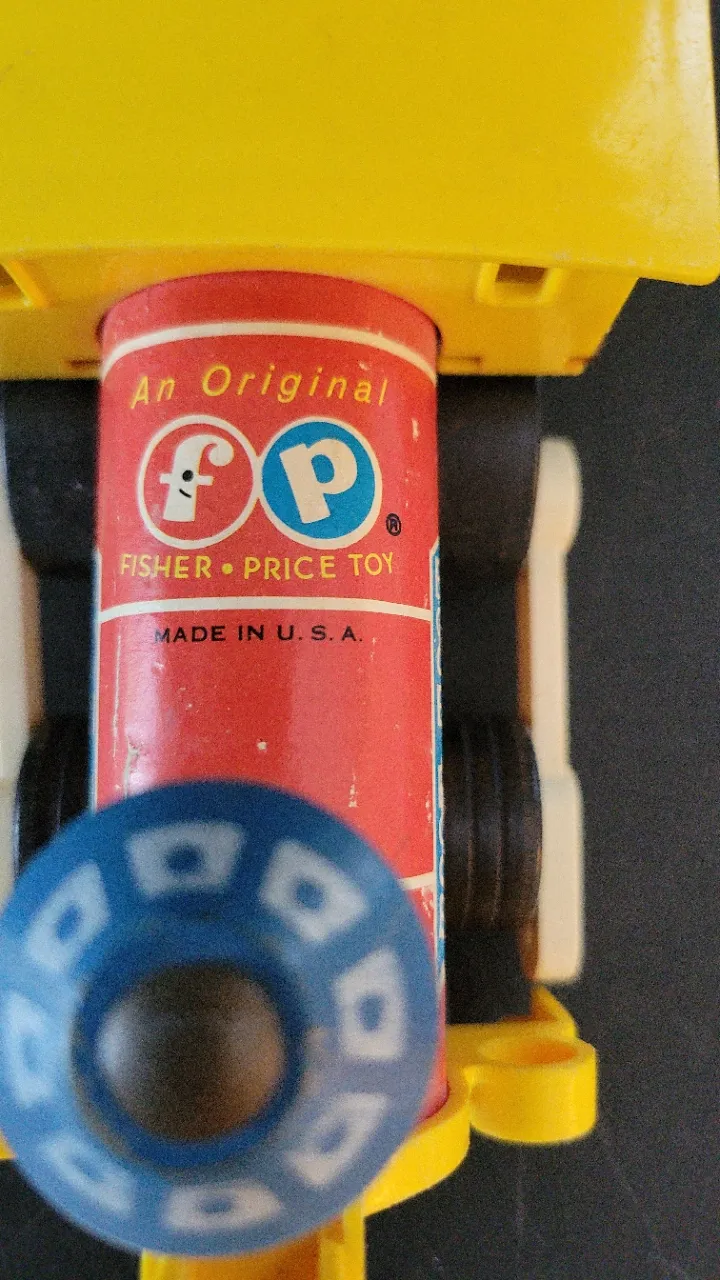 An Original
fp®
FISHER • PRICE TOY
MADE IN U.S.A.